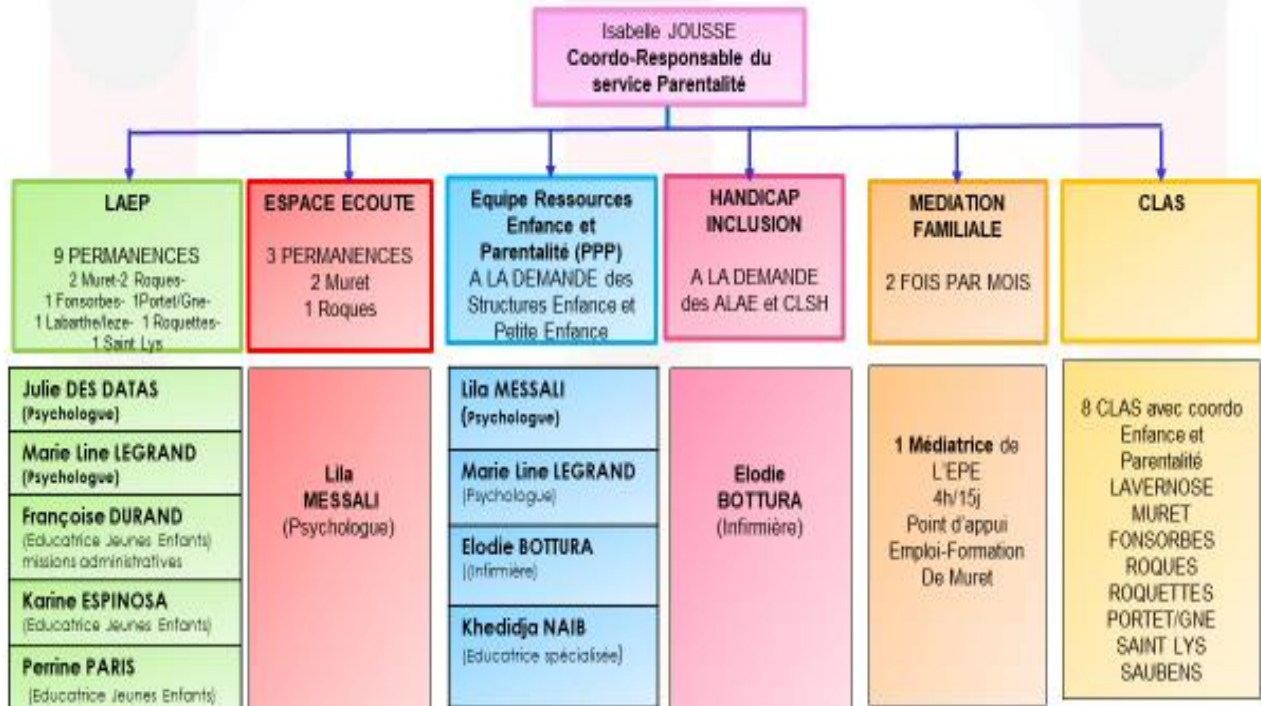 Isabelle JOUSSE
Coordo-Responsable du
service Parentalité
LAEP
9 PERMANENCES
2 Muret-2 Roques-
1 Fonsorbes- 1Portet/Gne-
1 Labarthe/leze- 1 Roquettes-
1 Saint Lys
Julie DES DATAS
(Psychologue)
Marie Line LEGRAND
(Psychologue)
Françoise DURAND
(Educatrice Jeunes Enfants)
missions administratives
Karine ESPINOSA
(Educatrice Jeunes Enfants)
Perrine PARIS
(Educatrice Jeunes Enfants)
ESPACE ECOUTE
3 PERMANENCES
2 Muret
1 Roques
Lila
MESSALI
(Psychologue)
Equipe Ressources
Enfance et
Parentalité (PPP)
A LA DEMANDE des
Structures Enfance et
Petite Enfance
Lila MESSALI
(Psychologue)
Marie Line LEGRAND
(Psychologue)
Elodie BOTTURA
((Infirmière)
Khedidja NAIB
(Educatrice spécialisée)
HANDICAP
INCLUSION
A LA DEMANDE
des ALAE et CLSH
Elodie
BOTTURA
(Infirmière)
MEDIATION
FAMILIALE
2 FOIS PAR MOIS
1 Médiatrice de
L'EPE
4h/15j
Point d'appui
Emploi-Formation
De Muret
CLAS
8 CLAS avec coordo
Enfance et
Parentalité
LAVERNOSE
MURET
FONSORBES
ROQUES
ROQUETTES
PORTET/GNE
SAINT LYS
SAUBENS